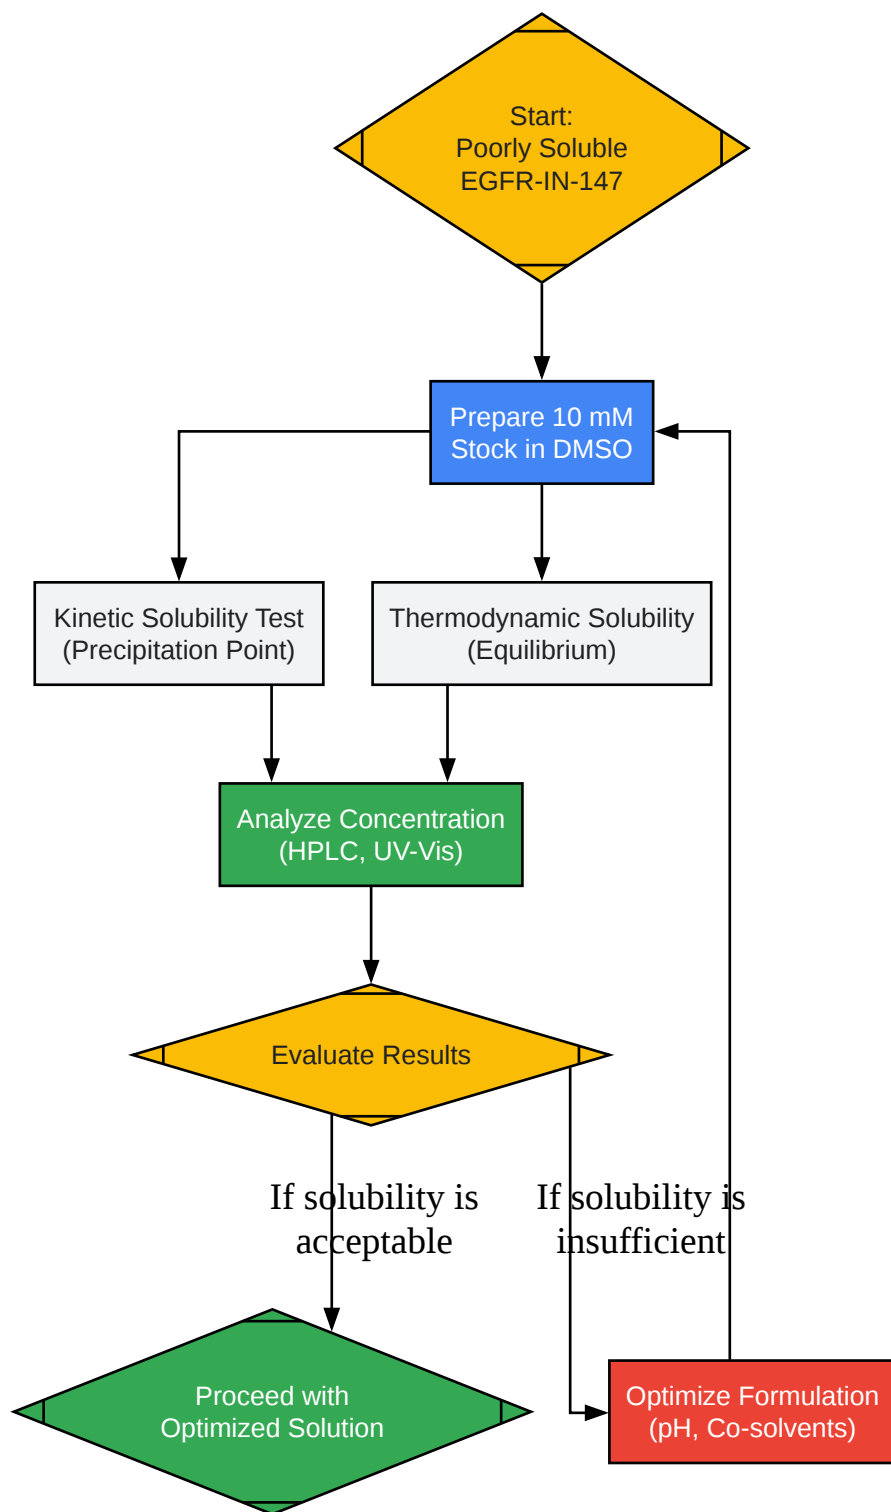 Start:
Poorly Soluble
EGFR-IN-147
Prepare 10 mM
Stock in DMSO
Kinetic Solubility Test
(Precipitation Point)
Thermodynamic Solubility
(Equilibrium)
Analyze Concentration
(HPLC, UV-Vis)
Evaluate Results
If solubility is
acceptable
If solubility is
insufficient
Proceed with
Optimized Solution
Optimize Formulation
(pH, Co-solvents)